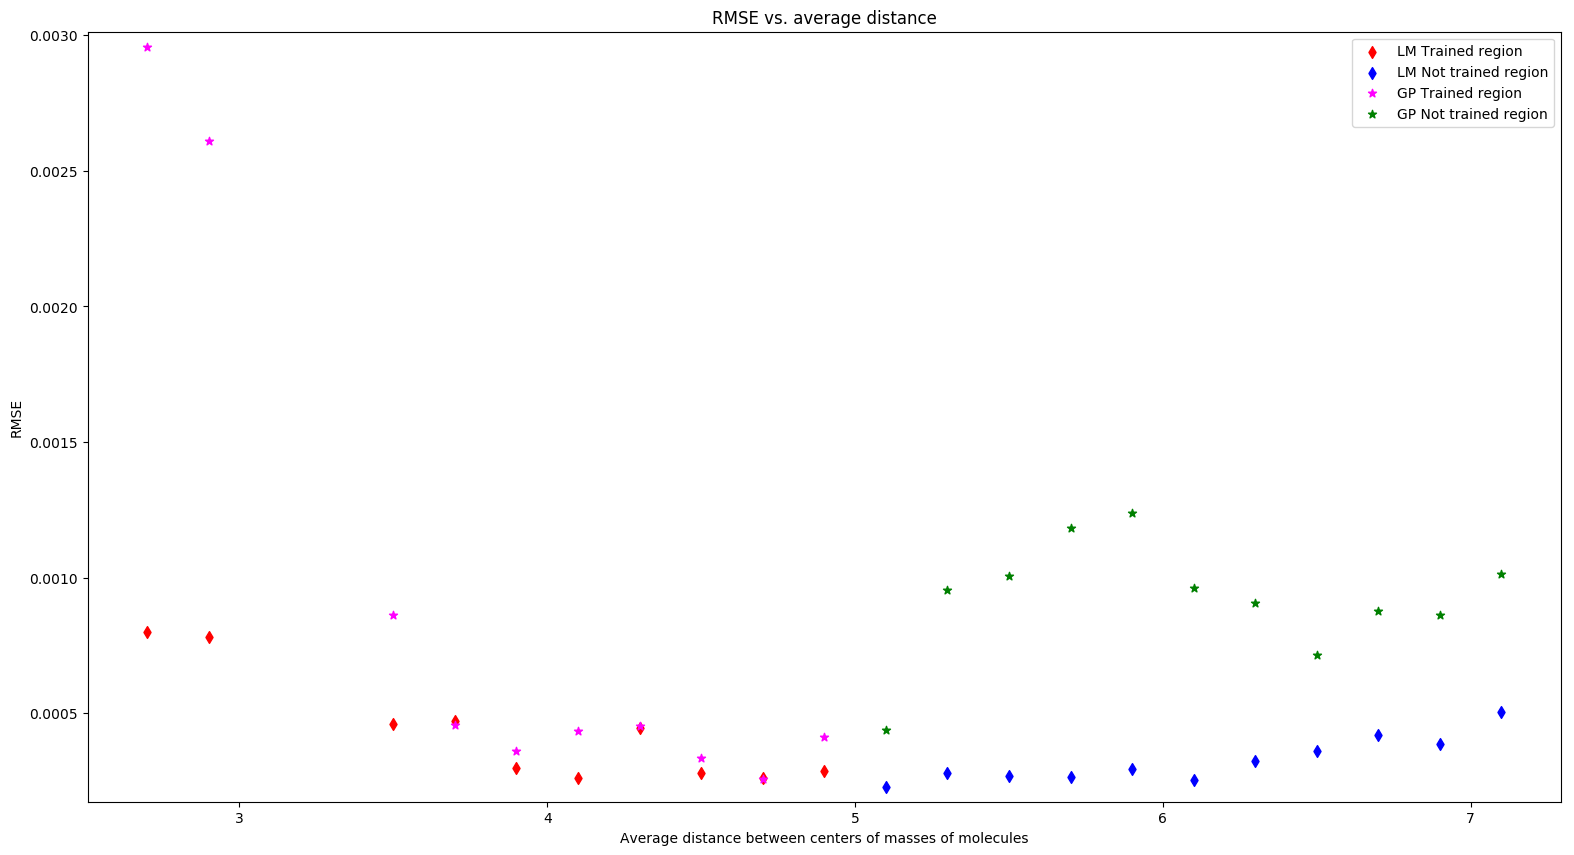 RMSE vs. average distance
0.0030
0.0025
0.0020
0.0015
0.0010
0.0005
RMSE
LM Trained region
LM Not trained region
GP Trained region
GP Not trained region
3 4 5 6 7
Average distance between centers of masses of molecules